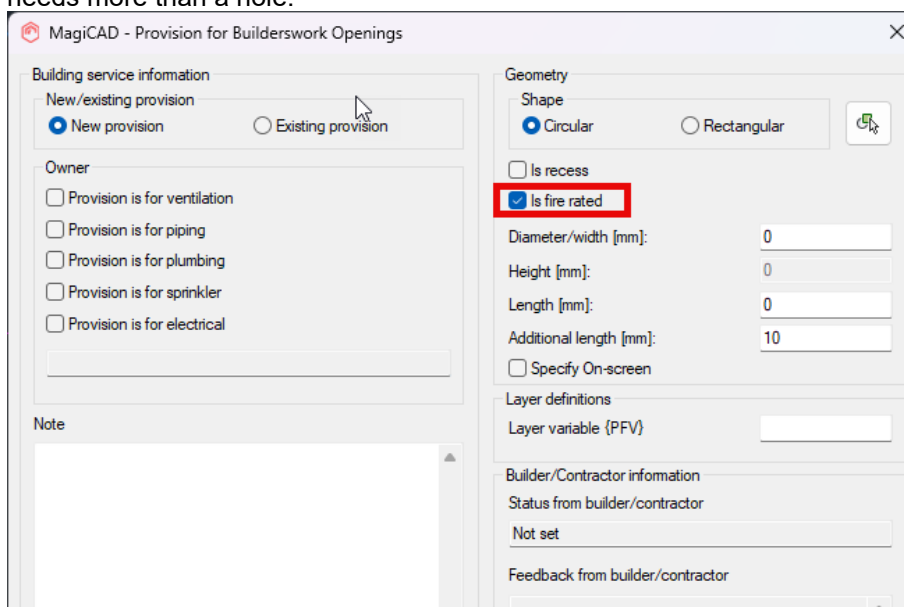 needs more than a hole.
MagiCAD - Provision for Builderswork Openings
Building service information
New/existing provision
New provision
Existing provision
Owner
Provision is for ventilation
Provision is for piping
Provision is for plumbing
Provision is for sprinkler
Provision is for electrical
Note
Geometry
Shape
Circular
Rectangular
Is recess
Is fire rated
Diameter/width [mm]: 0
Height [mm]: 0
Length [mm]: 0
Additional length [mm]: 10
Specify On-screen
Layer definitions
Layer variable {PFV}
Builder/Contractor information
Status from builder/contractor
Not set
Feedback from builder/contractor